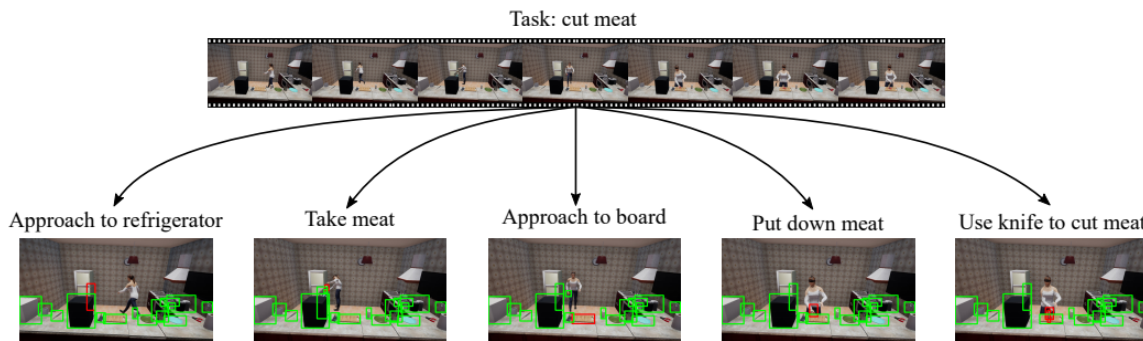 Task: cut meat
Approach to refrigerator
Take meat
Approach to board
Put down meat
Use knife to cut meat